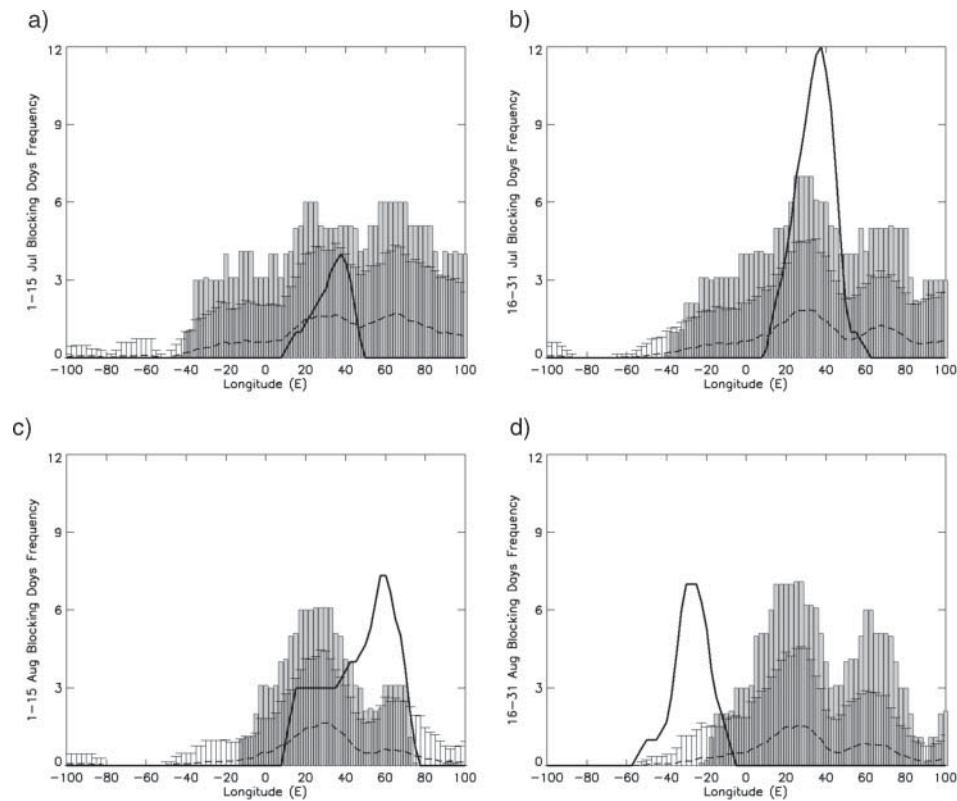 a)
12
9
6
3
0
1-15 Jul Blocking Days Frequency
-100 -80 -60 -40 -20 0 20 40 60 80 100
Longitude (E)
b)
12
9
6
3
0
16-31 Jul Blocking Days Frequency
-100 -80 -60 -40 -20 0 20 40 60 80 100
Longitude (E)
c)
12
9
6
3
0
1-15 Aug Blocking Days Frequency
-100 -80 -60 -40 -20 0 20 40 60 80 100
Longitude (E)
d)
12
9
6
3
0
16-31 Aug Blocking Days Frequency
-100 -80 -60 -40 -20 0 20 40 60 80 100
Longitude (E)